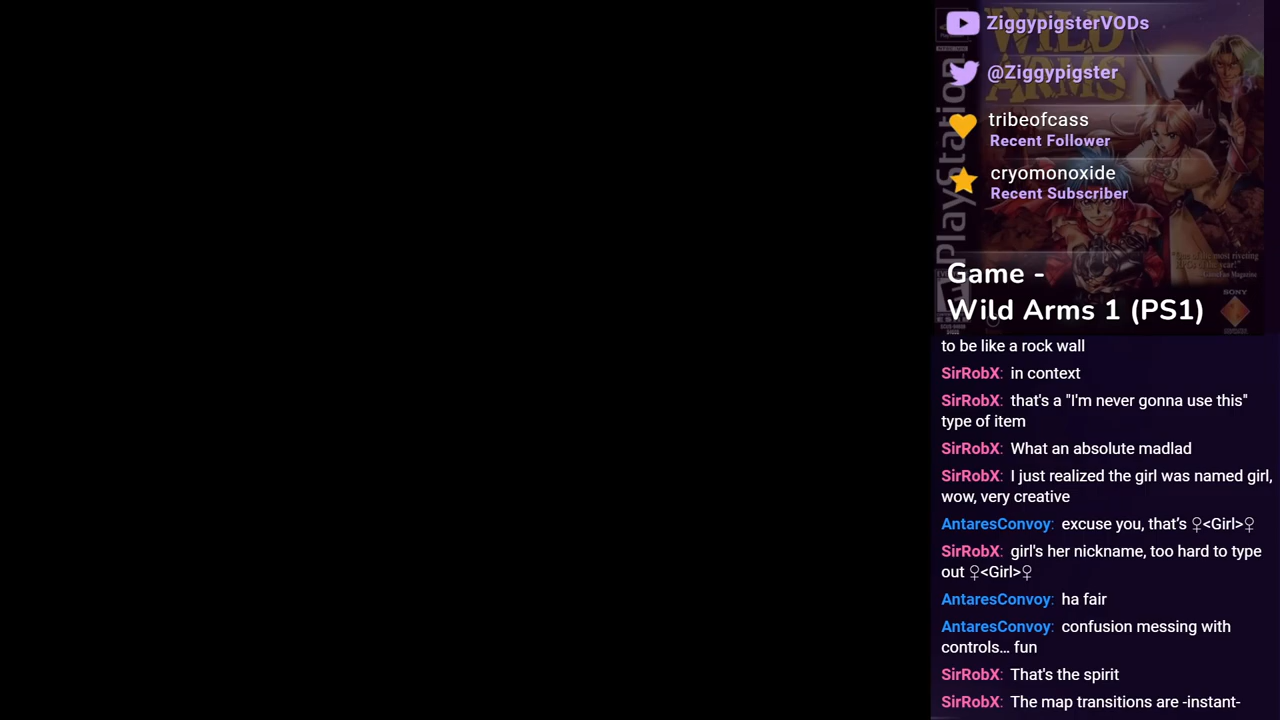 ZiggypigsterVODs
@Ziggypigster
tribeofcass
Recent Follower
cryomonoxide
Recent Subscriber
WILD
ARMS
PlayStation
Game -
Wild Arms 1 (PS1)
SONY
to be like a rock wall
SirRobX: in context
SirRobX: that's a "I'm never gonna use this"
type of item
SirRobX: What an absolute madlad
SirRobX: I just realized the girl was named girl,
wow, very creative
AntaresConvoy: excuse you, that’s ♀<Girl>♀
SirRobX: girl's her nickname, too hard to type
out ♀<Girl>♀
AntaresConvoy: ha fair
AntaresConvoy: confusion messing with
controls… fun
SirRobX: That's the spirit
SirRobX: The map transitions are -instant-